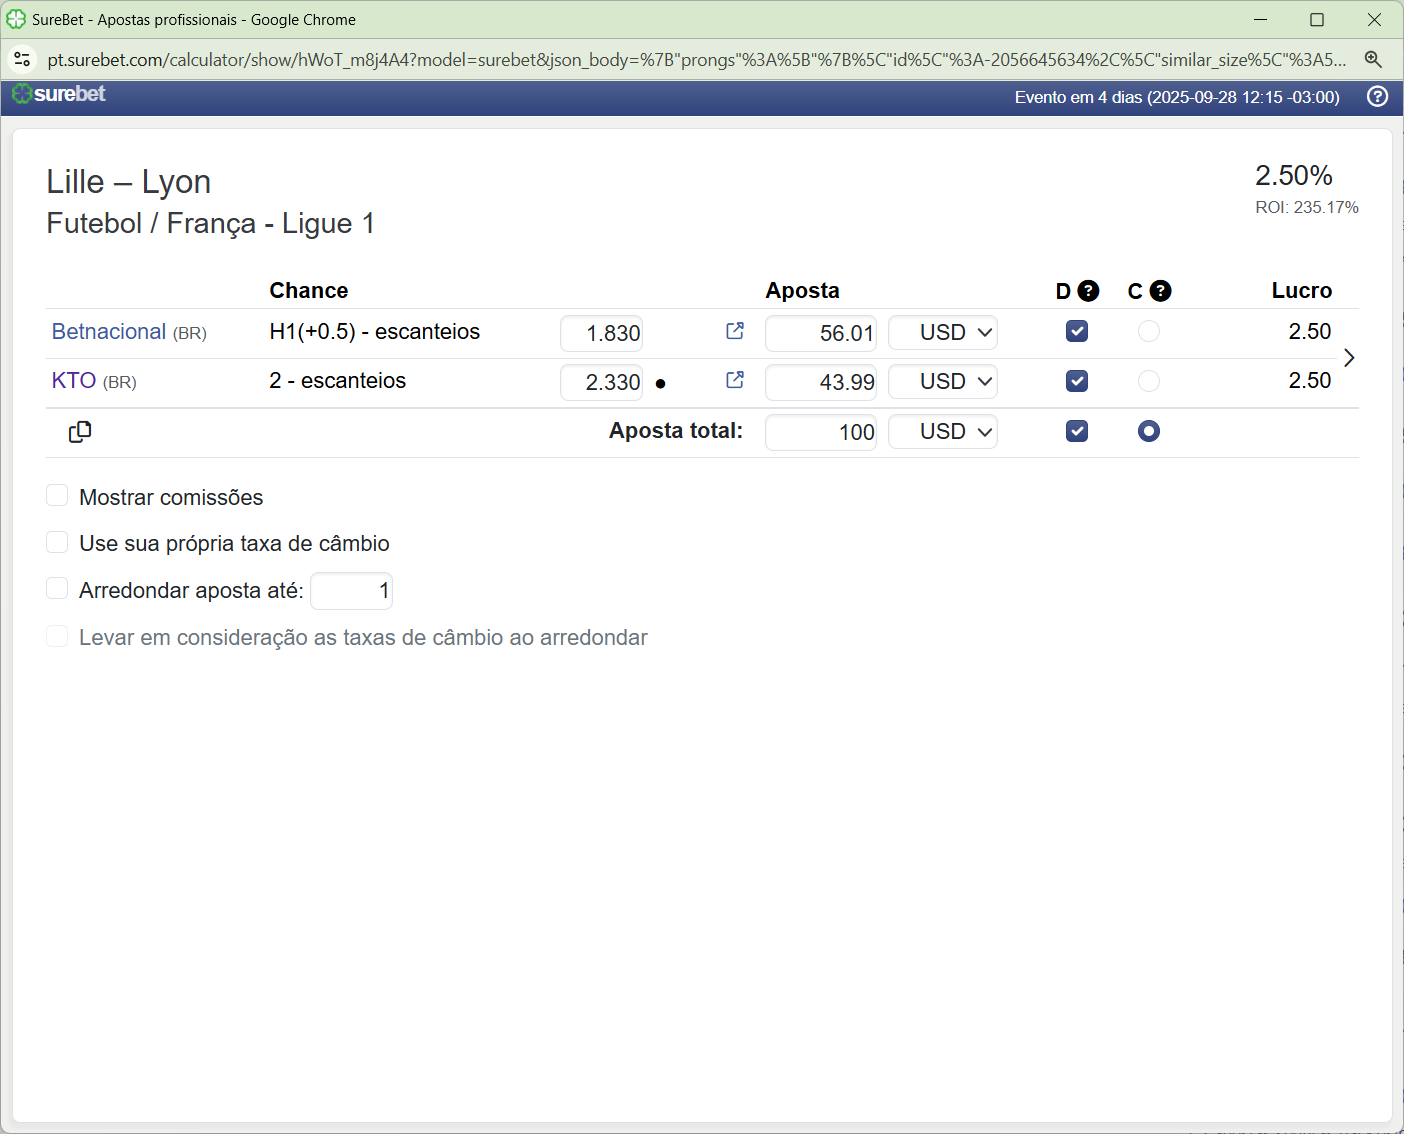 SureBet - Apostas profissionais - Google Chrome
pt.surebet.com/calculator/show/hWoT_m8j4A4?model=surebet&json_body=%7B"prongs"%3A%5B"%7B%5C"id%5C"%3A-2056645634%2C%5C"similar_size%5C"%3A5...
surebet Evento em 4 dias (2025-09-28 12:15 -03:00)
Lille – Lyon 2.50%
Futebol / França - Ligue 1 ROI: 235.17%
Chance Aposta D C Lucro
Betnacional (BR) H1(+0.5) - escanteios 1.830 56.01 USD 2.50
KTO (BR) 2 - escanteios 2.330 43.99 USD 2.50
Aposta total: 100 USD
Mostrar comissões
Use sua própria taxa de câmbio
Arredondar aposta até: 1
Levar em consideração as taxas de câmbio ao arredondar